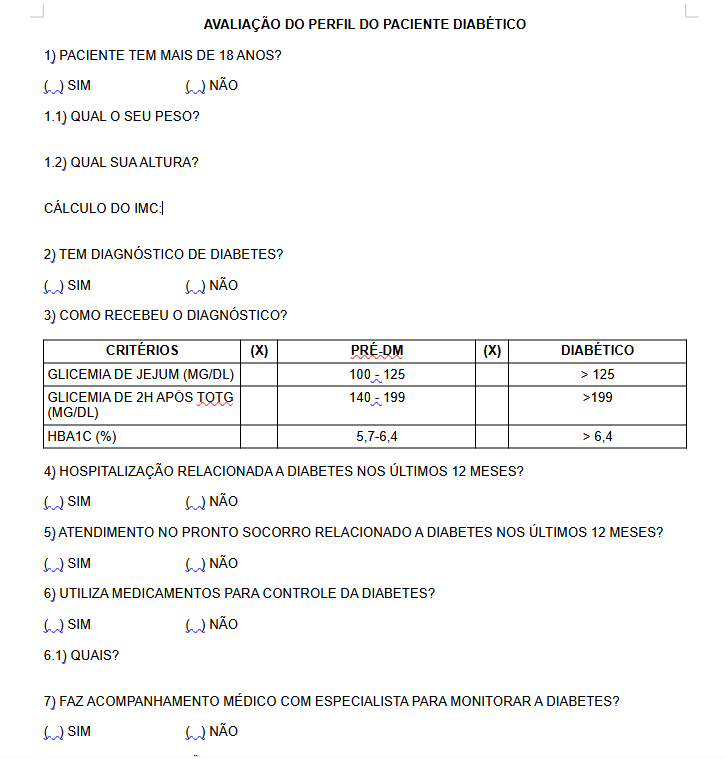 AVALIAÇÃO DO PERFIL DO PACIENTE DIABÉTICO
1) PACIENTE TEM MAIS DE 18 ANOS?
(  ) SIM (  ) NÃO
1.1) QUAL O SEU PESO?
1.2) QUAL SUA ALTURA?
CÁLCULO DO IMC:
2) TEM DIAGNÓSTICO DE DIABETES?
(  ) SIM (  ) NÃO
3) COMO RECEBEU O DIAGNÓSTICO?
CRITÉRIOS (X) PRÉ-DM (X) DIABÉTICO
GLICEMIA DE JEJUM (MG/DL) 100 - 125 > 125
GLICEMIA DE 2H APÓS TOTG 140 - 199 >199
(MG/DL)
HBA1C (%) 5,7-6,4 > 6,4
4) HOSPITALIZAÇÃO RELACIONADA A DIABETES NOS ÚLTIMOS 12 MESES?
(  ) SIM (  ) NÃO
5) ATENDIMENTO NO PRONTO SOCORRO RELACIONADO A DIABETES NOS ÚLTIMOS 12 MESES?
(  ) SIM (  ) NÃO
6) UTILIZA MEDICAMENTOS PARA CONTROLE DA DIABETES?
(  ) SIM (  ) NÃO
6.1) QUAIS?
7) FAZ ACOMPANHAMENTO MÉDICO COM ESPECIALISTA PARA MONITORAR A DIABETES?
(  ) SIM (  ) NÃO